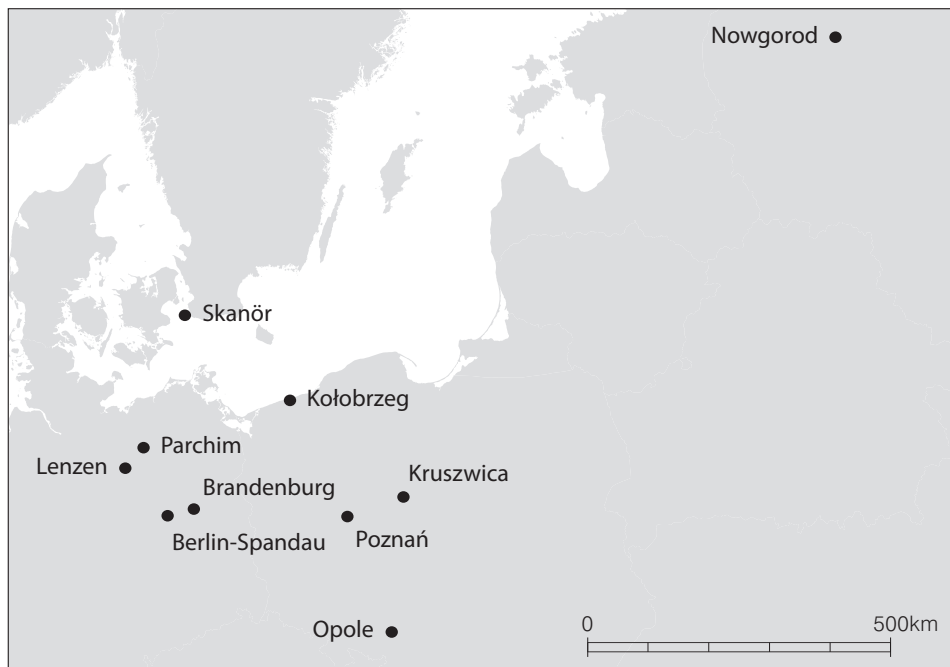 Nowgorod
Skanör
Kołobrzeg
Parchim
Lenzen
Kruszwica
Brandenburg
Berlin-Spandau
Poznań
Opole
0 500km